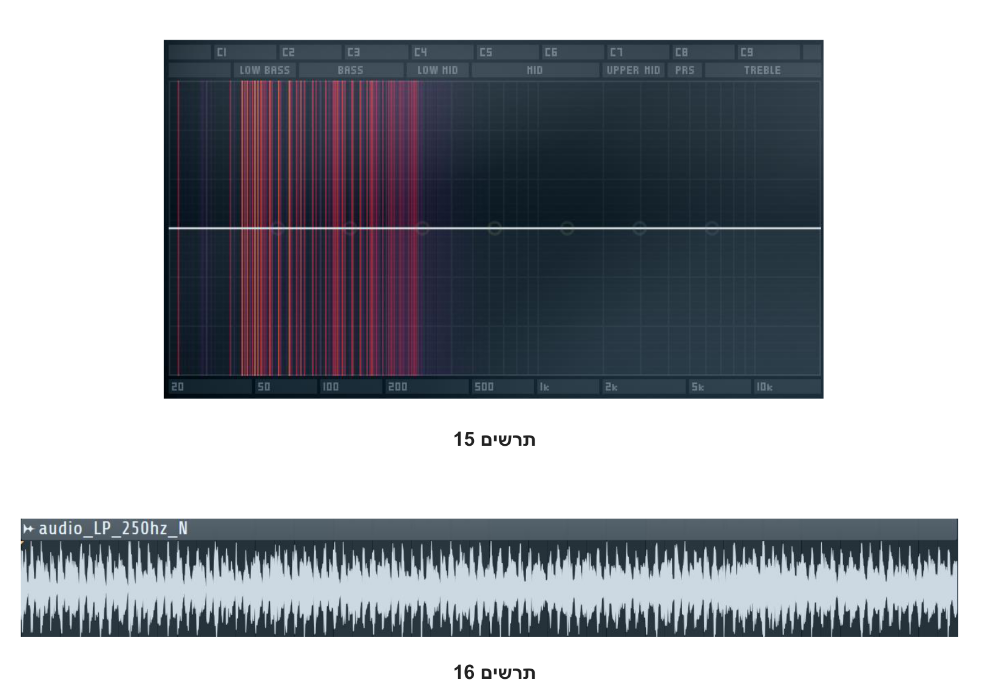 C1 C2 C3 C4 C5 C6 C7 C8 C9
LOW BASS BASS LOW MID MID UPPER MID PRS TREBLE
20 50 100 200 500 1k 2k 5k 10k
תרשים 15
audio_LP_250hz_N
תרשים 16